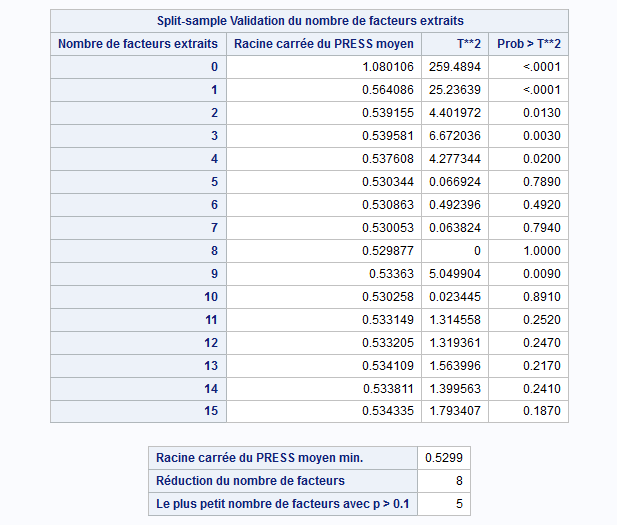 Split-sample Validation du nombre de facteurs extraits
Nombre de facteurs extraits Racine carrée du PRESS moyen T**2 Prob > T**2
0 1.080106 259.4894 <.0001
1 0.564086 25.23639 <.0001
2 0.539155 4.401972 0.0130
3 0.539581 6.672036 0.0030
4 0.537608 4.277344 0.0200
5 0.530344 0.066924 0.7890
6 0.530863 0.492396 0.4920
7 0.530053 0.063824 0.7940
8 0.529877 0 1.0000
9 0.53363 5.049904 0.0090
10 0.530258 0.023445 0.8910
11 0.533149 1.314558 0.2520
12 0.533205 1.319361 0.2470
13 0.534109 1.563996 0.2170
14 0.533811 1.399563 0.2410
15 0.534335 1.793407 0.1870
Racine carrée du PRESS moyen min. 0.5299
Réduction du nombre de facteurs 8
Le plus petit nombre de facteurs avec p > 0.1 5